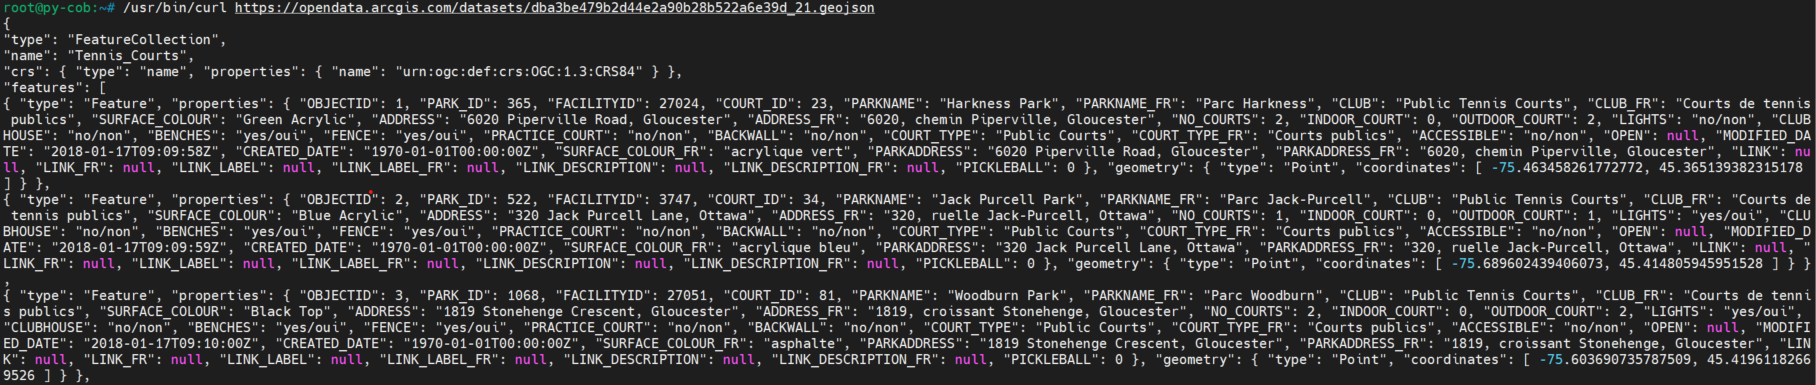 root@py-cob:~# /usr/bin/curl https://opendata.arcgis.com/datasets/dba3be479b2d44e2a90b28b522a6e39d_21.geojson
{
"type": "FeatureCollection",
"name": "Tennis_Courts",
"crs": { "type": "name", "properties": { "name": "urn:ogc:def:crs:OGC:1.3:CRS84" } },
"features": [
{ "type": "Feature", "properties": { "OBJECTID": 1, "PARK_ID": 365, "FACILITYID": 27024, "COURT_ID": 23, "PARKNAME": "Harkness Park", "PARKNAME_FR": "Parc Harkness", "CLUB": "Public Tennis Courts", "CLUB_FR": "Courts de tennis
 publics", "SURFACE_COLOUR": "Green Acrylic", "ADDRESS": "6020 Piperville Road, Gloucester", "ADDRESS_FR": "6020, chemin Piperville, Gloucester", "NO_COURTS": 2, "INDOOR_COURT": 0, "OUTDOOR_COURT": 2, "LIGHTS": "no/non", "CLUB
HOUSE": "no/non", "BENCHES": "yes/oui", "FENCE": "yes/oui", "PRACTICE_COURT": "no/non", "BACKWALL": "no/non", "COURT_TYPE": "Public Courts", "COURT_TYPE_FR": "Courts publics", "ACCESSIBLE": "no/non", "OPEN": null, "MODIFIED_DA
TE": "2018-01-17T09:09:58Z", "CREATED_DATE": "1970-01-01T00:00:00Z", "SURFACE_COLOUR_FR": "acrylique vert", "PARKADDRESS": "6020 Piperville Road, Gloucester", "PARKADDRESS_FR": "6020, chemin Piperville, Gloucester", "LINK": nu
ll, "LINK_FR": null, "LINK_LABEL": null, "LINK_LABEL_FR": null, "LINK_DESCRIPTION": null, "LINK_DESCRIPTION_FR": null, "PICKLEBALL": 0 }, "geometry": { "type": "Point", "coordinates": [ -75.463458261772772, 45.365139382315178
] } },
{ "type": "Feature", "properties": { "OBJECTID": 2, "PARK_ID": 522, "FACILITYID": 3747, "COURT_ID": 34, "PARKNAME": "Jack Purcell Park", "PARKNAME_FR": "Parc Jack-Purcell", "CLUB": "Public Tennis Courts", "CLUB_FR": "Courts de
 tennis publics", "SURFACE_COLOUR": "Blue Acrylic", "ADDRESS": "320 Jack Purcell Lane, Ottawa", "ADDRESS_FR": "320, ruelle Jack-Purcell, Ottawa", "NO_COURTS": 1, "INDOOR_COURT": 0, "OUTDOOR_COURT": 1, "LIGHTS": "yes/oui", "CLU
BHOUSE": "no/non", "BENCHES": "yes/oui", "FENCE": "yes/oui", "PRACTICE_COURT": "no/non", "BACKWALL": "no/non", "COURT_TYPE": "Public Courts", "COURT_TYPE_FR": "Courts publics", "ACCESSIBLE": "no/non", "OPEN": null, "MODIFIED_D
ATE": "2018-01-17T09:09:59Z", "CREATED_DATE": "1970-01-01T00:00:00Z", "SURFACE_COLOUR_FR": "acrylique bleu", "PARKADDRESS": "320 Jack Purcell Lane, Ottawa", "PARKADDRESS_FR": "320, ruelle Jack-Purcell, Ottawa", "LINK": null, "
LINK_FR": null, "LINK_LABEL": null, "LINK_LABEL_FR": null, "LINK_DESCRIPTION": null, "LINK_DESCRIPTION_FR": null, "PICKLEBALL": 0 }, "geometry": { "type": "Point", "coordinates": [ -75.689602439406073, 45.414805945951528 ] } }
,
{ "type": "Feature", "properties": { "OBJECTID": 3, "PARK_ID": 1068, "FACILITYID": 27051, "COURT_ID": 81, "PARKNAME": "Woodburn Park", "PARKNAME_FR": "Parc Woodburn", "CLUB": "Public Tennis Courts", "CLUB_FR": "Courts de tenni
s publics", "SURFACE_COLOUR": "Black Top", "ADDRESS": "1819 Stonehenge Crescent, Gloucester", "ADDRESS_FR": "1819, croissant Stonehenge, Gloucester", "NO_COURTS": 2, "INDOOR_COURT": 0, "OUTDOOR_COURT": 2, "LIGHTS": "yes/oui",
"CLUBHOUSE": "no/non", "BENCHES": "yes/oui", "FENCE": "yes/oui", "PRACTICE_COURT": "no/non", "BACKWALL": "no/non", "COURT_TYPE": "Public Courts", "COURT_TYPE_FR": "Courts publics", "ACCESSIBLE": "no/non", "OPEN": null, "MODIFI
ED_DATE": "2018-01-17T09:10:00Z", "CREATED_DATE": "1970-01-01T00:00:00Z", "SURFACE_COLOUR_FR": "asphalte", "PARKADDRESS": "1819 Stonehenge Crescent, Gloucester", "PARKADDRESS_FR": "1819, croissant Stonehenge, Gloucester", "LIN
K": null, "LINK_FR": null, "LINK_LABEL": null, "LINK_LABEL_FR": null, "LINK_DESCRIPTION": null, "LINK_DESCRIPTION_FR": null, "PICKLEBALL": 0 }, "geometry": { "type": "Point", "coordinates": [ -75.603690735787509, 45.4196118266
9526 ] } },